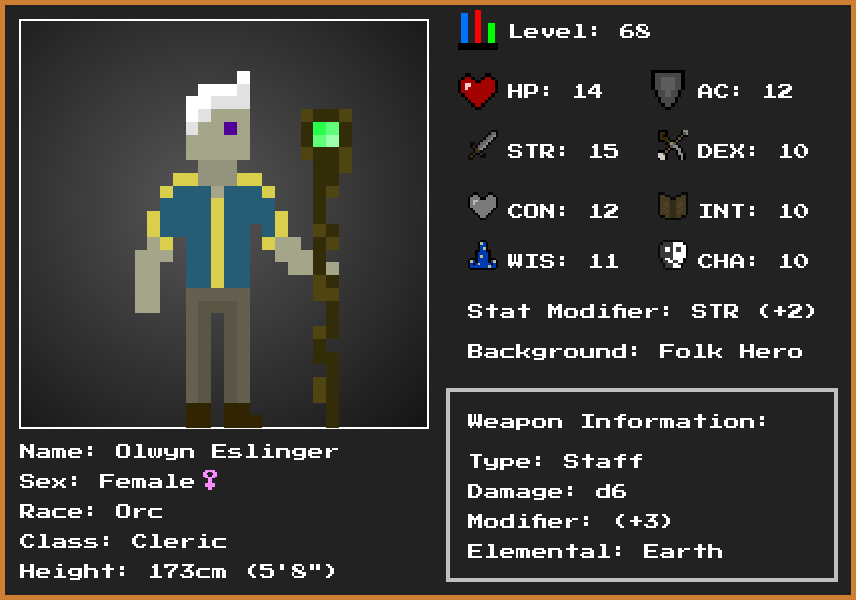 Level: 68
HP: 14
AC: 12
STR: 15
DEX: 10
CON: 12
INT: 10
WIS: 11
CHA: 10
Stat Modifier: STR (+2)
Background: Folk Hero
Weapon Information:
Type: Staff
Damage: d6
Modifier: (+3)
Elemental: Earth
Name: Olwyn Eslinger
Sex: Female♀
Race: Orc
Class: Cleric
Height: 173cm (5'8")